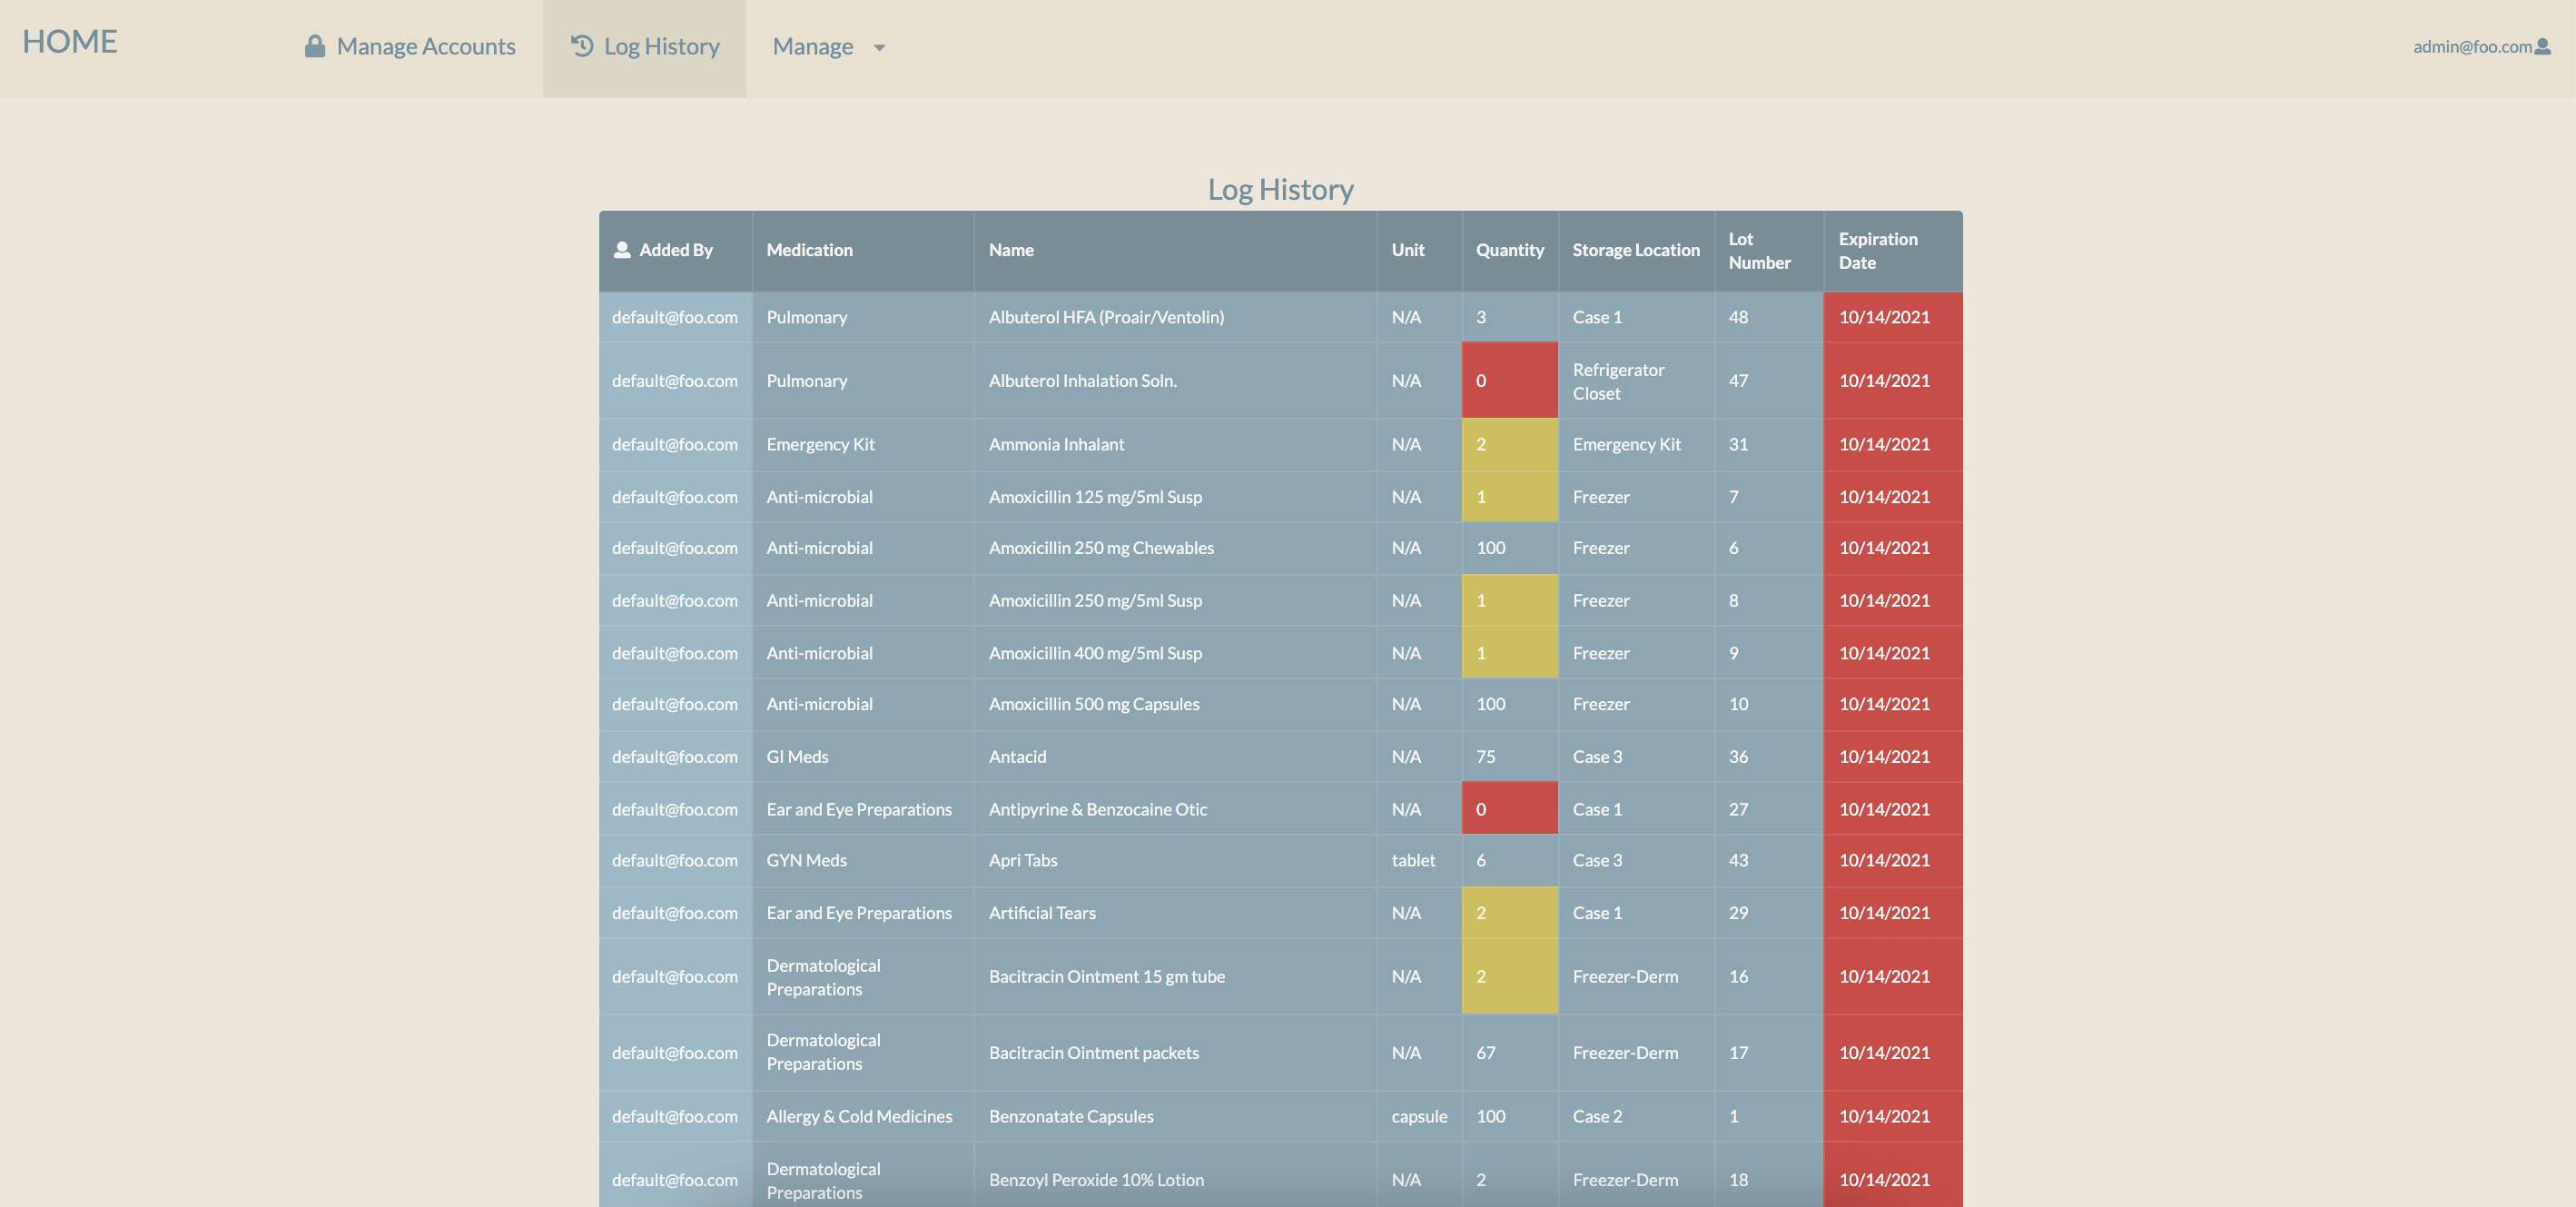 HOME Manage Accounts Log History Manage admin@foo.com
Log History
Added By Medication Name Unit Quantity Storage Location Lot Number Expiration Date
default@foo.com Pulmonary Albuterol HFA (Proair/Ventolin) N/A 3 Case 1 48 10/14/2021
default@foo.com Pulmonary Albuterol Inhalation Soln. N/A 0 Refrigerator Closet 47 10/14/2021
default@foo.com Emergency Kit Ammonia Inhalant N/A 2 Emergency Kit 31 10/14/2021
default@foo.com Anti-microbial Amoxicillin 125 mg/5ml Susp N/A 1 Freezer 7 10/14/2021
default@foo.com Anti-microbial Amoxicillin 250 mg Chewables N/A 100 Freezer 6 10/14/2021
default@foo.com Anti-microbial Amoxicillin 250 mg/5ml Susp N/A 1 Freezer 8 10/14/2021
default@foo.com Anti-microbial Amoxicillin 400 mg/5ml Susp N/A 1 Freezer 9 10/14/2021
default@foo.com Anti-microbial Amoxicillin 500 mg Capsules N/A 100 Freezer 10 10/14/2021
default@foo.com GI Meds Antacid N/A 75 Case 3 36 10/14/2021
default@foo.com Ear and Eye Preparations Antipyrine & Benzocaine Otic N/A 0 Case 1 27 10/14/2021
default@foo.com GYN Meds Apri Tabs tablet 6 Case 3 43 10/14/2021
default@foo.com Ear and Eye Preparations Artificial Tears N/A 2 Case 1 29 10/14/2021
default@foo.com Dermatological Preparations Bacitracin Ointment 15 gm tube N/A 2 Freezer-Derm 16 10/14/2021
default@foo.com Dermatological Preparations Bacitracin Ointment packets N/A 67 Freezer-Derm 17 10/14/2021
default@foo.com Allergy & Cold Medicines Benzonatate Capsules capsule 100 Case 2 1 10/14/2021
default@foo.com Dermatological Preparations Benzoyl Peroxide 10% Lotion N/A 2 Freezer-Derm 18 10/14/2021